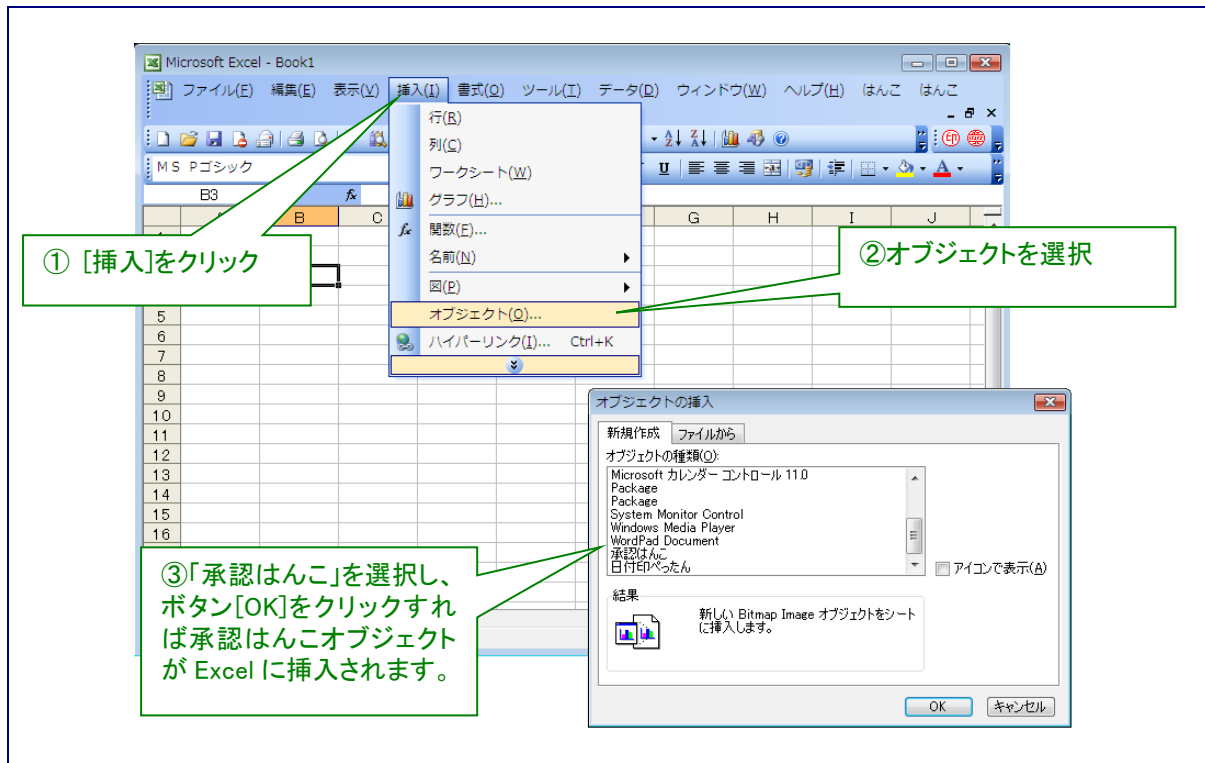 Microsoft Excel - Book1
ファイル(F) 編集(E) 表示(V) 挿入(I) 書式(O) ツール(T) データ(D) ウィンドウ(W) ヘルプ(H) はんこ はんこ
行(R)
列(C)
ワークシート(W)
グラフ(H)...
関数(F)...
名前(N)
図(P)
オブジェクト(O)...
ハイパーリンク(I)... Ctrl+K
MS Pゴシック
B3
fx
B C G H I J
① [挿入]をクリック
②オブジェクトを選択
5
6
7
8
9
10
11
12
13
14
15
16
オブジェクトの挿入
新規作成 ファイルから
オブジェクトの種類(O):
Microsoft カレンダー コントロール 11.0
Package
Package
System Monitor Control
Windows Media Player
WordPad Document
承認はんこ
日付印ぺったん
アイコンで表示(A)
結果
新しい Bitmap Image オブジェクトをシート
に挿入します。
OK キャンセル
③「承認はんこ」を選択し、
ボタン[OK]をクリックすれ
ば承認はんこオブジェクト
が Excel に挿入されます。